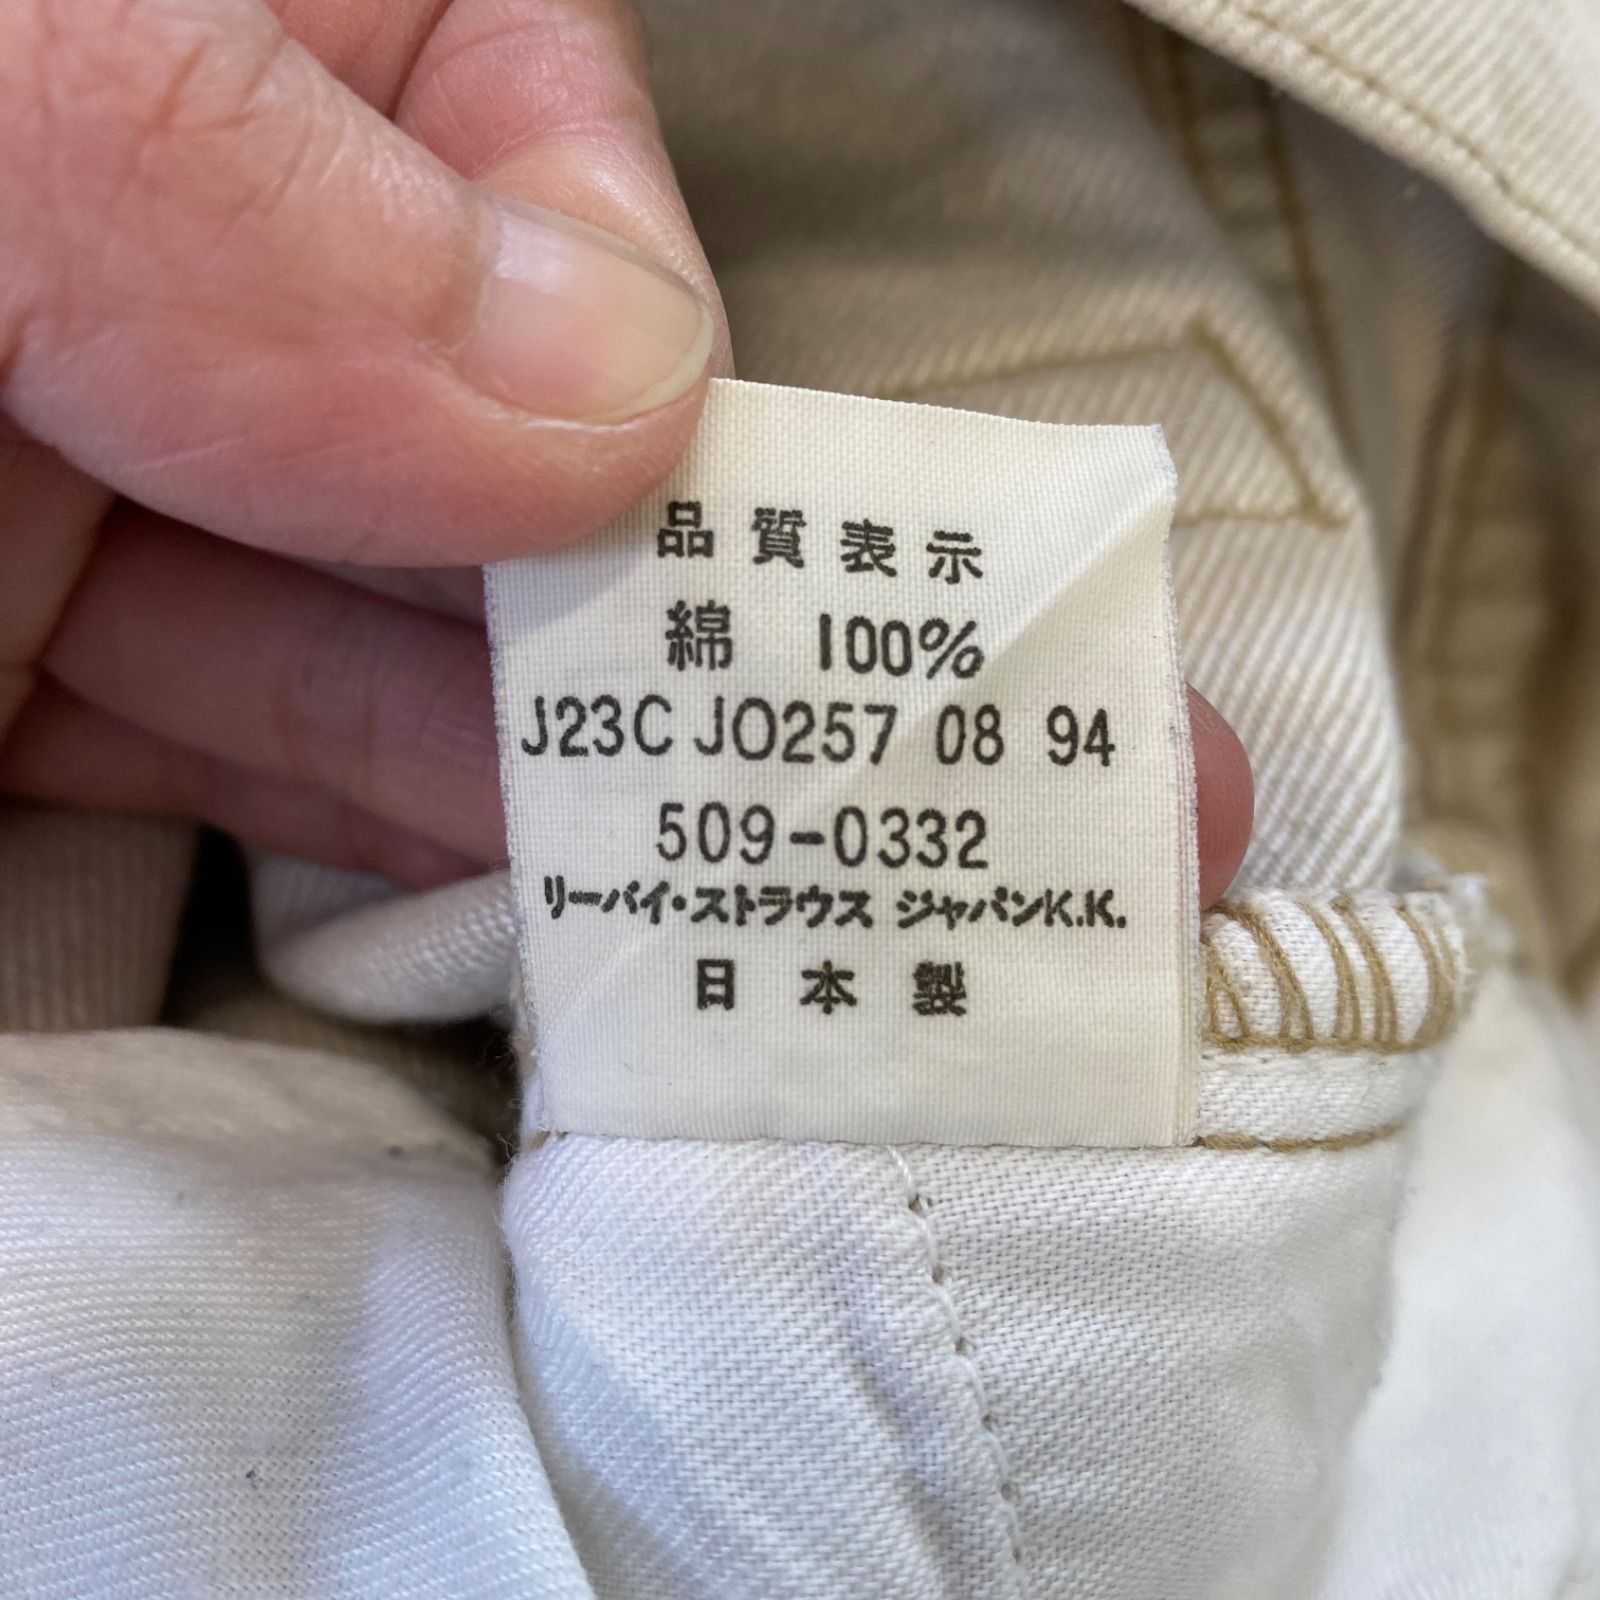 品質表示
綿 100%
J23C J0257 08 94
509-0332
リーバイ・ストラウス ジャパンK.K.
日本製